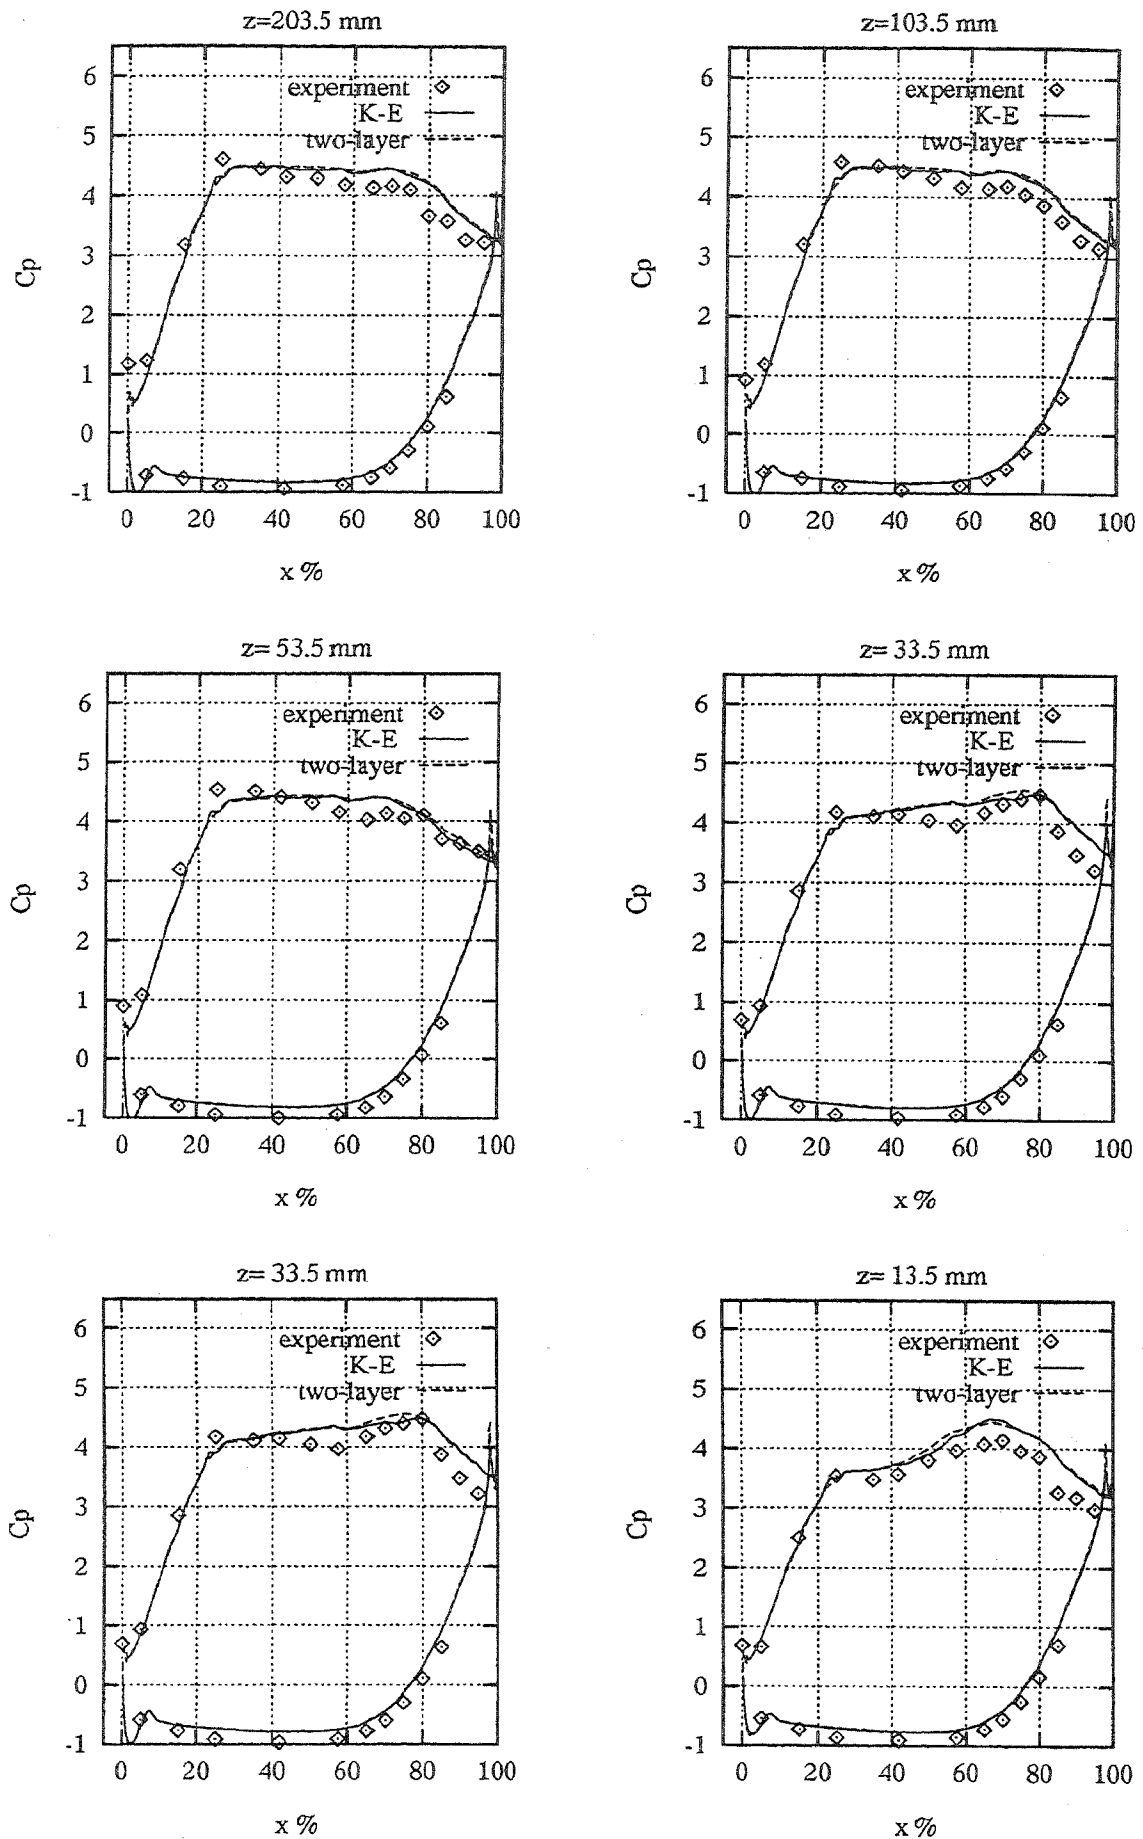 z=203.5 mm
6
5
4
3
2
1
0
-1
Cp
experiment
K-E
two-layer
0 20 40 60 80 100
x %
z=103.5 mm
6
5
4
3
2
1
0
-1
Cp
experiment
K-E
two-layer
0 20 40 60 80 100
x %
z= 53.5 mm
6
5
4
3
2
1
0
-1
Cp
experiment
K-E
two-layer
0 20 40 60 80 100
x %
z= 33.5 mm
6
5
4
3
2
1
0
-1
Cp
experiment
K-E
two-layer
0 20 40 60 80 100
x %
z= 33.5 mm
6
5
4
3
2
1
0
-1
Cp
experiment
K-E
two-layer
0 20 40 60 80 100
x %
z= 13.5 mm
6
5
4
3
2
1
0
-1
Cp
experiment
K-E
two-layer
0 20 40 60 80 100
x %